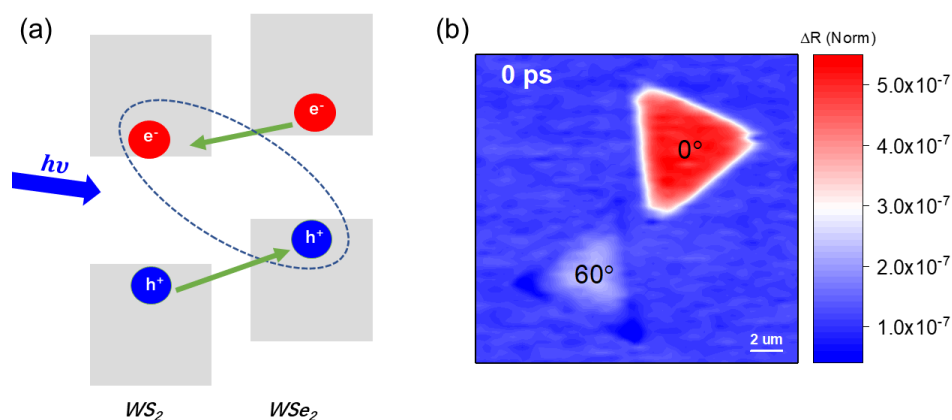 (a)
e⁻
e⁻
hυ
h⁺
h⁺
WS₂
WSe₂
(b)
0 ps
0°
60°
2 um
ΔR (Norm)
5.0x10⁻⁷
4.0x10⁻⁷
3.0x10⁻⁷
2.0x10⁻⁷
1.0x10⁻⁷